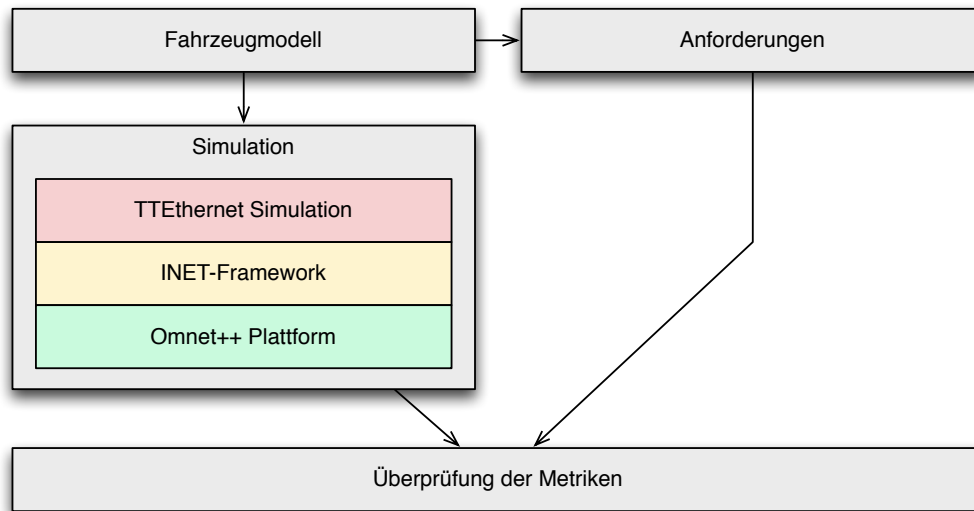 Fahrzeugmodell
Anforderungen
Simulation
TTEthernet Simulation
INET-Framework
Omnet++ Plattform
Überprüfung der Metriken